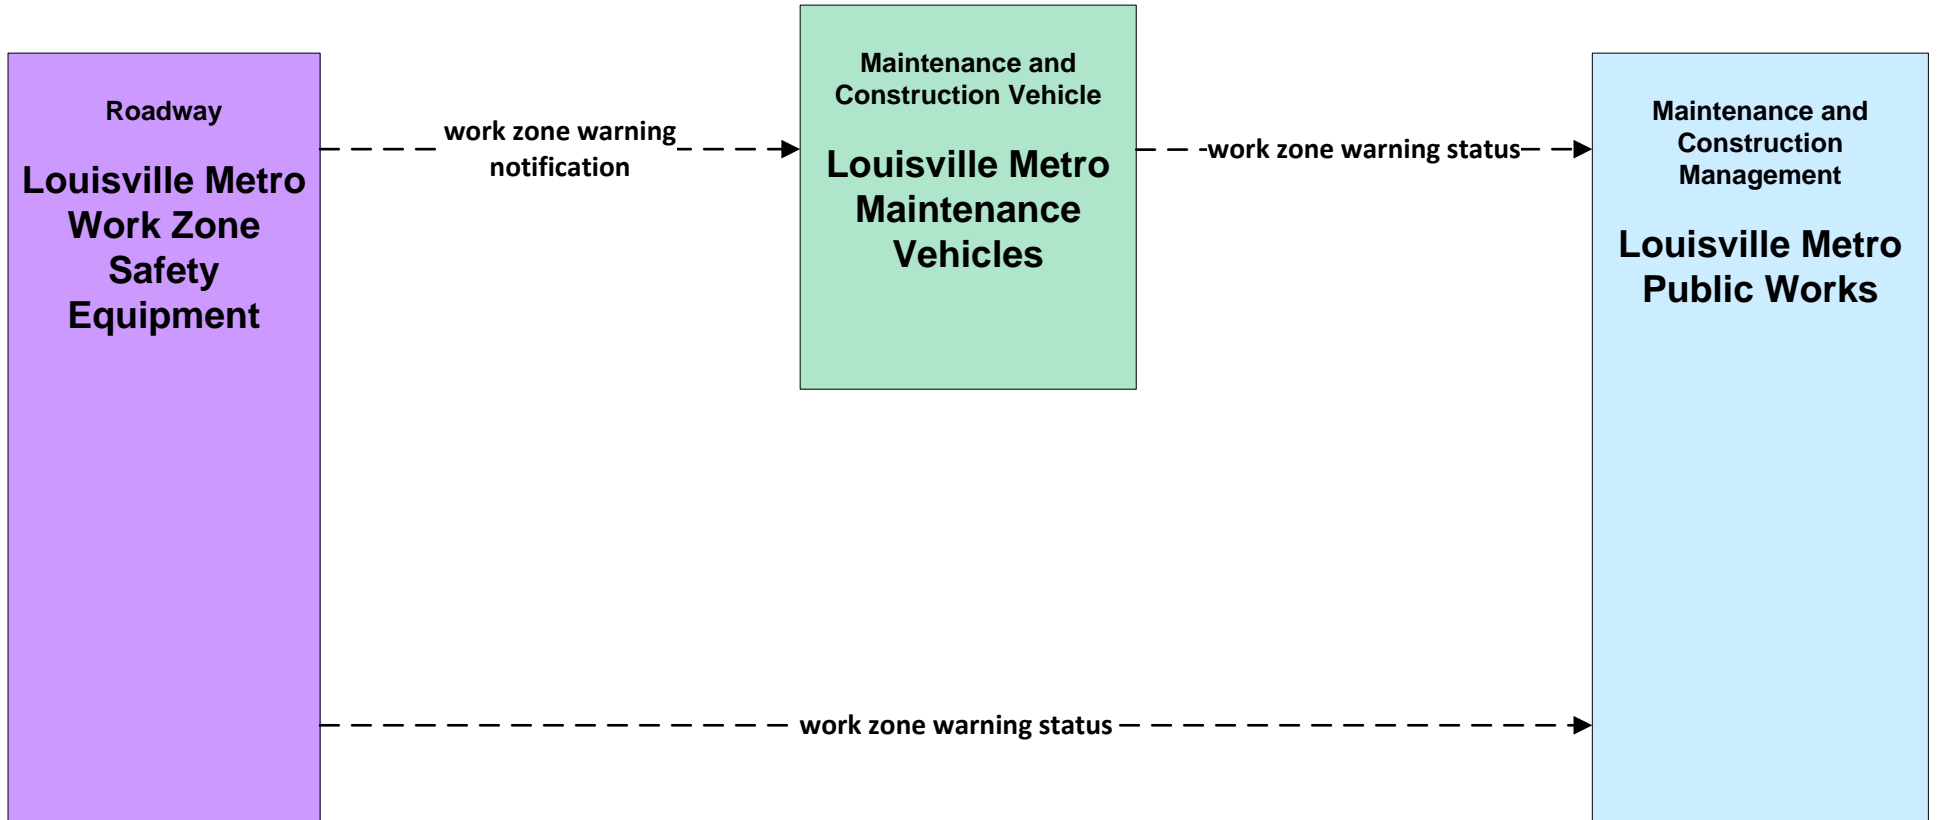 Roadway
Louisville Metro
Work Zone
Safety
Equipment
work zone warning
notification
Maintenance and
Construction Vehicle
Louisville Metro
Maintenance
Vehicles
work zone warning status
Maintenance and
Construction
Management
Louisville Metro
Public Works
work zone warning status